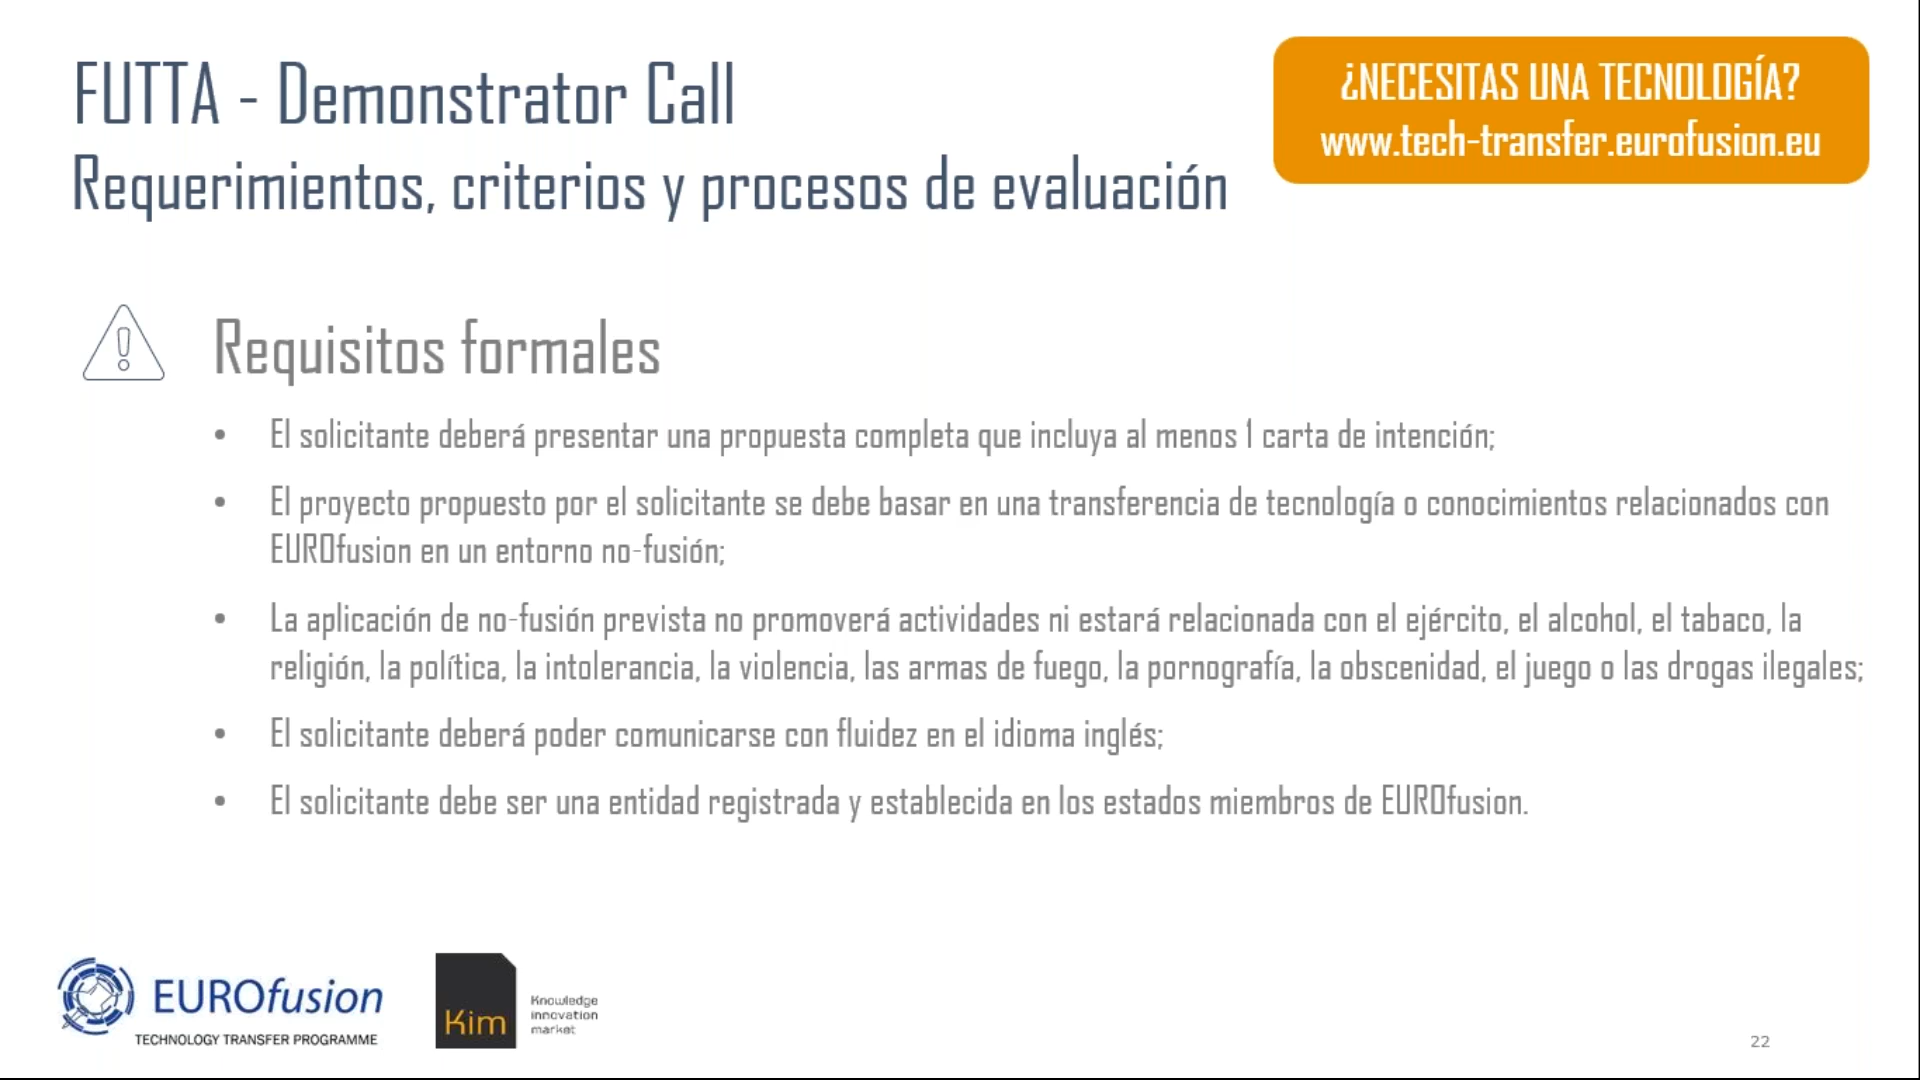 FUTTA - Demonstrator Call
Requerimientos, criterios y procesos de evaluación
¿NECESITAS UNA TECNOLOGÍA?
www.tech-transfer.eurofusion.eu
Requisitos formales
• El solicitante deberá presentar una propuesta completa que incluya al menos 1 carta de intención;
• El proyecto propuesto por el solicitante se debe basar en una transferencia de tecnología o conocimientos relacionados con
EUROfusion en un entorno no-fusión;
• La aplicación de no-fusión prevista no promoverá actividades ni estará relacionada con el ejército, el alcohol, el tabaco, la
religión, la política, la intolerancia, la violencia, las armas de fuego, la pornografía, la obscenidad, el juego o las drogas ilegales;
• El solicitante deberá poder comunicarse con fluidez en el idioma inglés;
• El solicitante debe ser una entidad registrada y establecida en los estados miembros de EUROfusion.
EUROfusion
TECHNOLOGY TRANSFER PROGRAMME
Kim
Knowledge
innovation
market
22